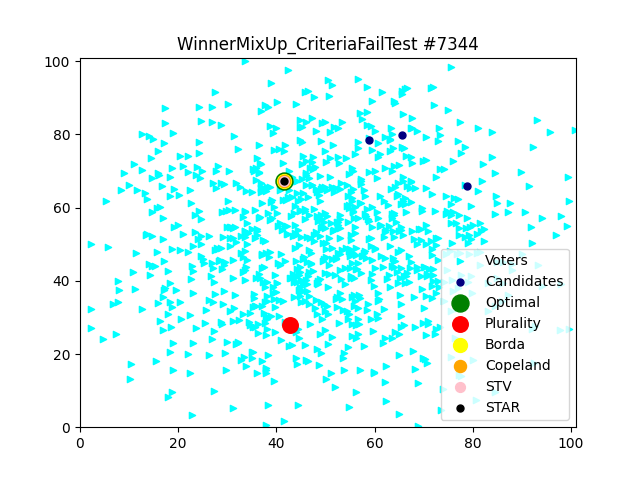 WinnerMixUp_CriteriaFailTest #7344
100
80
60
40
20
0
0 20 40 60 80 100
Voters
Candidates
Optimal
Plurality
Borda
Copeland
STV
STAR